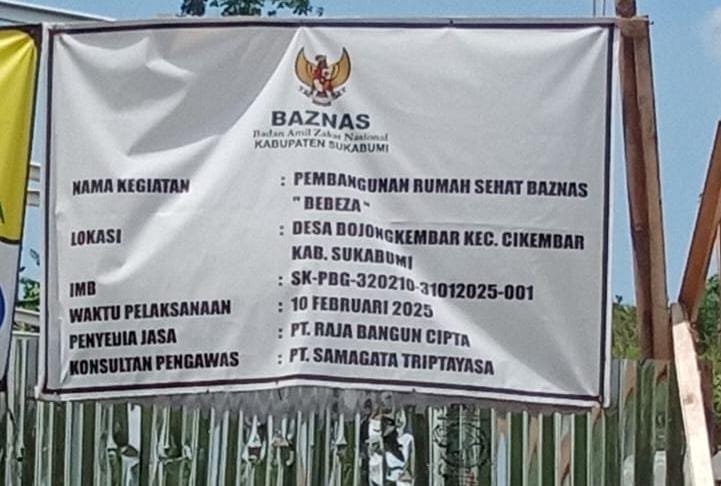 BAZNAS
Badan Amil Zakat Nasional
KABUPATEN SUKABUMI
NAMA KEGIATAN : PEMBANGUNAN RUMAH SEHAT BAZNAS
" BEBEZA "
LOKASI : DESA BOJONGKEMBAR KEC. CIKEMBAR
KAB. SUKABUMI
IMB : SK-PBG-320210-31012025-001
WAKTU PELAKSANAAN : 10 FEBRUARI 2025
PENYEDIA JASA : PT. RAJA BANGUN CIPTA
KONSULTAN PENGAWAS : PT. SAMAGATA TRIPTAYASA